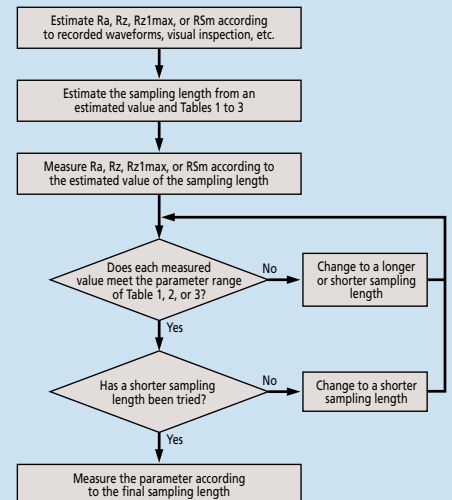 Estimate Ra, Rz, Rz1max, or RSm according
to recorded waveforms, visual inspection, etc.
Estimate the sampling length from an
estimated value and Tables 1 to 3
Measure Ra, Rz, Rz1max, or RSm according to
the estimated value of the sampling length
Does each measured
value meet the parameter range
of Table 1, 2, or 3?
No
Change to a longer
or shorter sampling
length
Yes
Has a shorter sampling
length been tried?
No
Change to a shorter
sampling length
Yes
Measure the parameter according
to the final sampling length